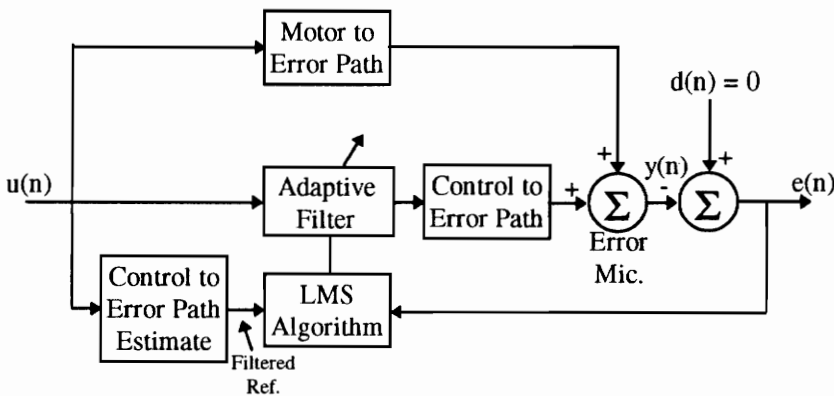 Motor to
Error Path
d(n) = 0
+
y(n)
+
u(n)
Adaptive
Filter
Control to
Error Path
+
Σ
-
Σ
e(n)
Error
Mic.
Control to
Error Path
Estimate
LMS
Algorithm
Filtered
Ref.